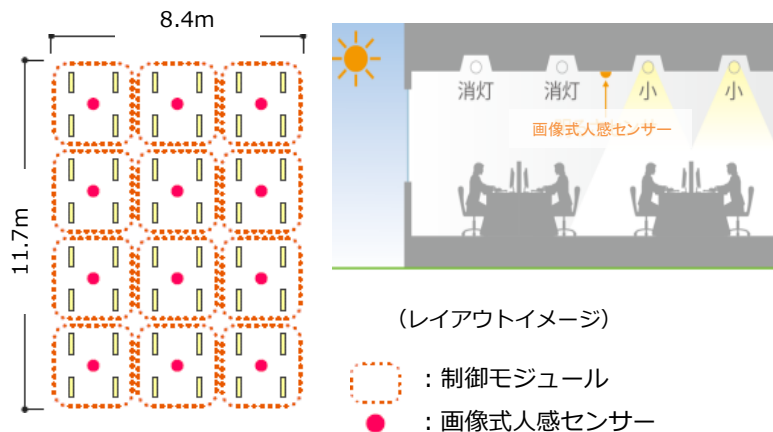 8.4m
11.7m
消灯
消灯
小
小
画像式人感センサー
（レイアウトイメージ）
：制御モジュール
：画像式人感センサー